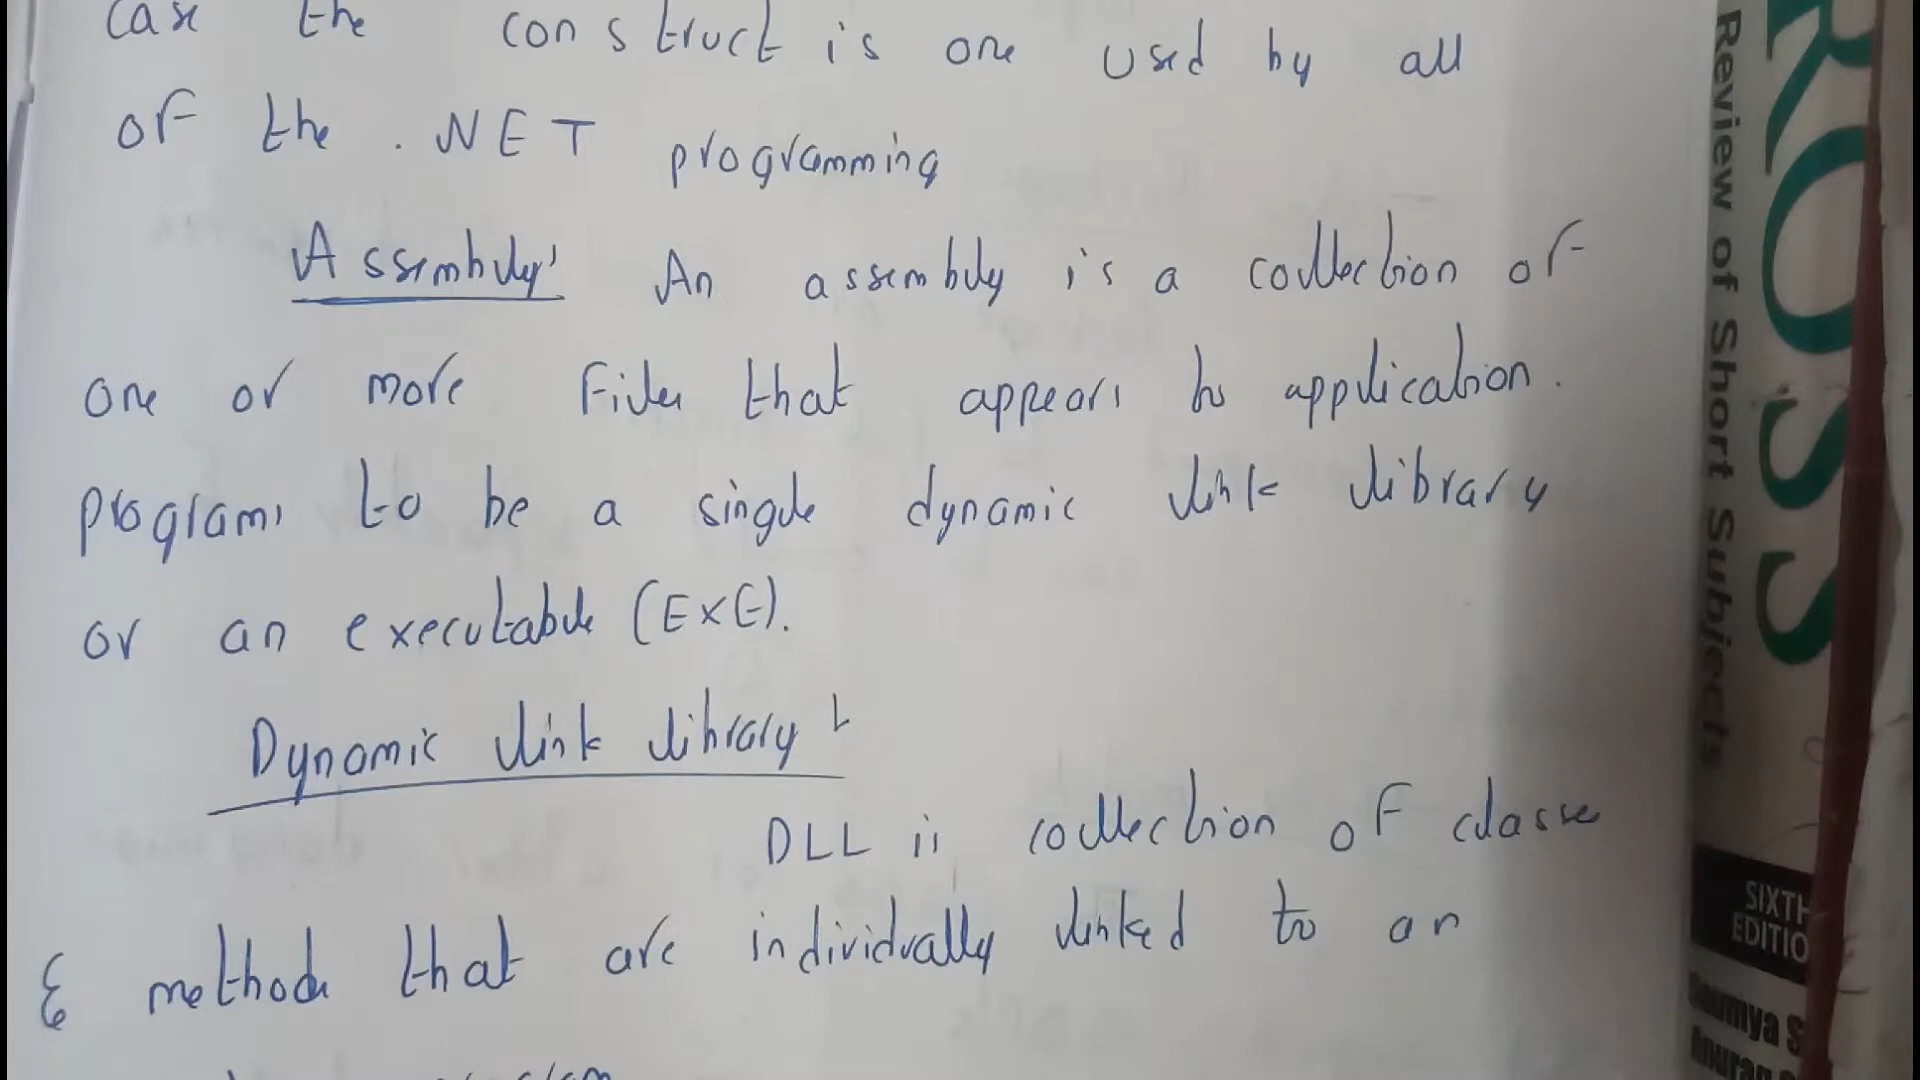 case the construct is one used by all
of the .NET programming
Assembly: An assembly is a collection of
one or more files that appears to application.
programs to be a single dynamic link library
or an executable (EXE).
Dynamic link library :-
DLL is collection of classe
& methods that are individually linked to an
ROSS
Review of Short Subjects
SIXTH
EDITIO